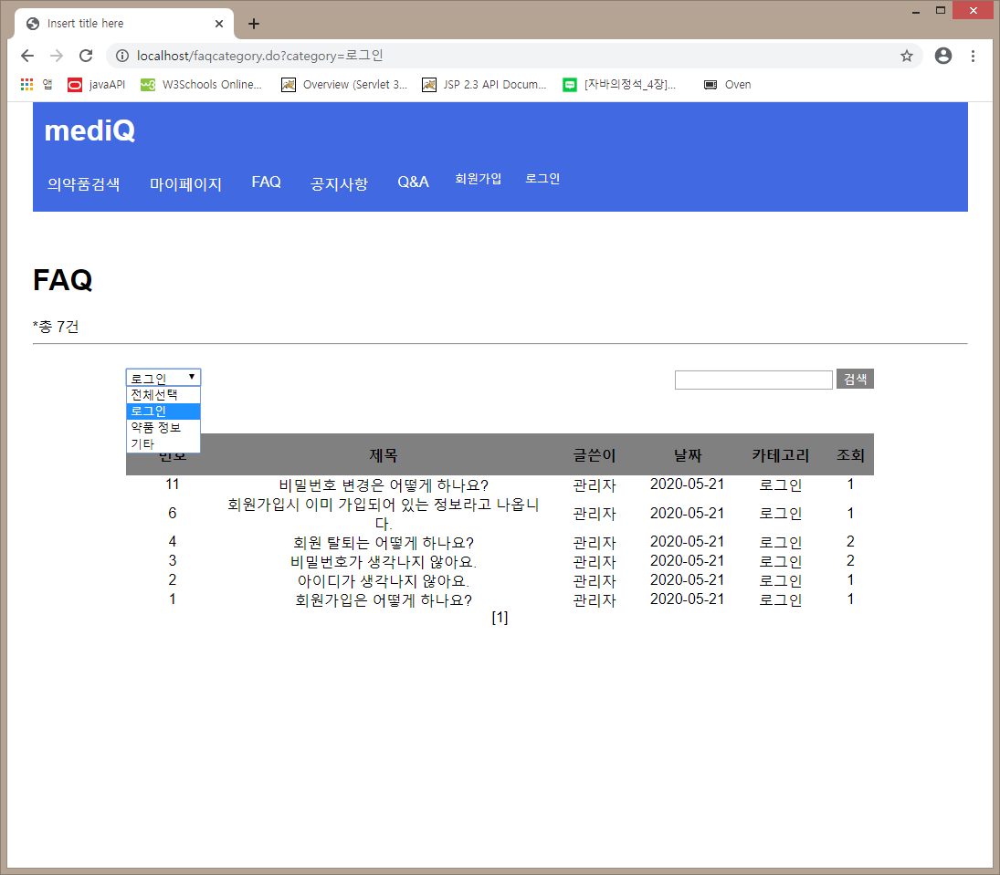 Insert title here
localhost/faqcategory.do?category=로그인
앱 javaAPI W3Schools Online... Overview (Servlet 3... JSP 2.3 API Docum... [자바의정석_4장]... Oven
mediQ
의약품검색 마이페이지 FAQ 공지사항 Q&A 회원가입 로그인
FAQ
*총 7건
로그인 검색
전체선택
로그인
약품 정보
기타
번호 제목 글쓴이 날짜 카테고리 조회
11 비밀번호 변경은 어떻게 하나요? 관리자 2020-05-21 로그인 1
6 회원가입시 이미 가입되어 있는 정보라고 나옵니
다. 관리자 2020-05-21 로그인 1
4 회원 탈퇴는 어떻게 하나요? 관리자 2020-05-21 로그인 2
3 비밀번호가 생각나지 않아요. 관리자 2020-05-21 로그인 2
2 아이디가 생각나지 않아요. 관리자 2020-05-21 로그인 1
1 회원가입은 어떻게 하나요? 관리자 2020-05-21 로그인 1
[1]